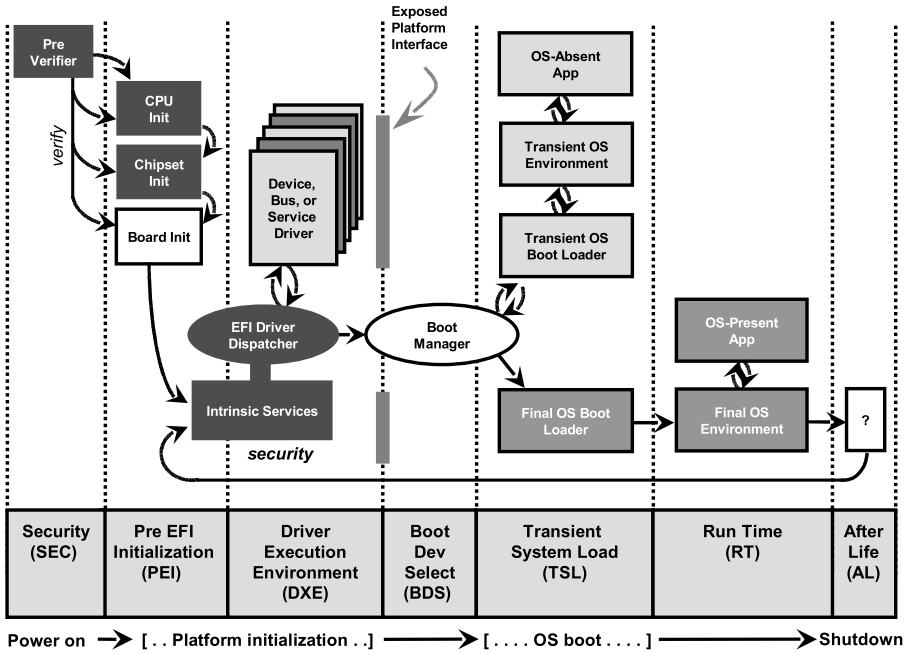 Pre
Verifier
verify
CPU
Init
Chipset
Init
Board Init
Device,
Bus, or
Service
Driver
EFI Driver
Dispatcher
Intrinsic Services
security
Exposed
Platform
Interface
Boot
Manager
OS-Absent
App
Transient OS
Environment
Transient OS
Boot Loader
Final OS Boot
Loader
OS-Present
App
Final OS
Environment
?
Security
(SEC)
Pre EFI
Initialization
(PEI)
Driver
Execution
Environment
(DXE)
Boot
Dev
Select
(BDS)
Transient
System Load
(TSL)
Run Time
(RT)
After
Life
(AL)
Power on [ . . Platform initialization . .] [ . . . . OS boot . . . . ] Shutdown